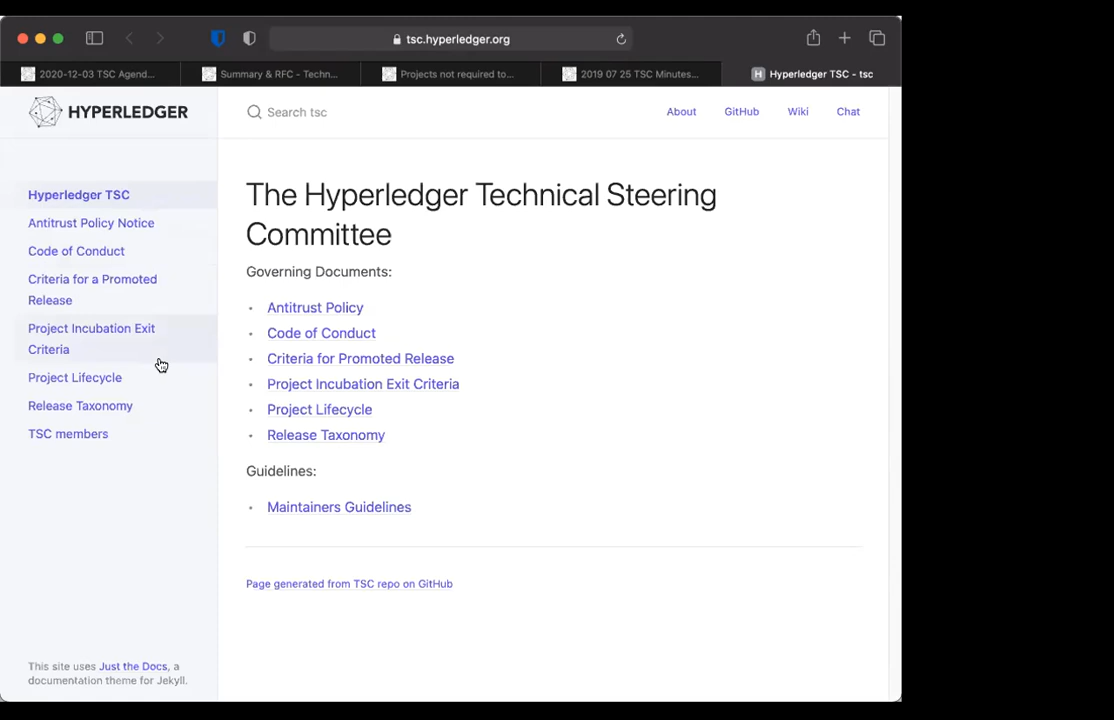 tsc.hyperledger.org
2020-12-03 TSC Agend...
Summary & RFC - Techn...
Projects not required to...
2019 07 25 TSC Minutes...
H Hyperledger TSC - tsc
HYPERLEDGER
Search tsc
About
GitHub
Wiki
Chat
Hyperledger TSC
Antitrust Policy Notice
Code of Conduct
Criteria for a Promoted
Release
Project Incubation Exit
Criteria
Project Lifecycle
Release Taxonomy
TSC members
The Hyperledger Technical Steering
Committee
Governing Documents:
Antitrust Policy
Code of Conduct
Criteria for Promoted Release
Project Incubation Exit Criteria
Project Lifecycle
Release Taxonomy
Guidelines:
Maintainers Guidelines
Page generated from TSC repo on GitHub
This site uses Just the Docs, a
documentation theme for Jekyll.